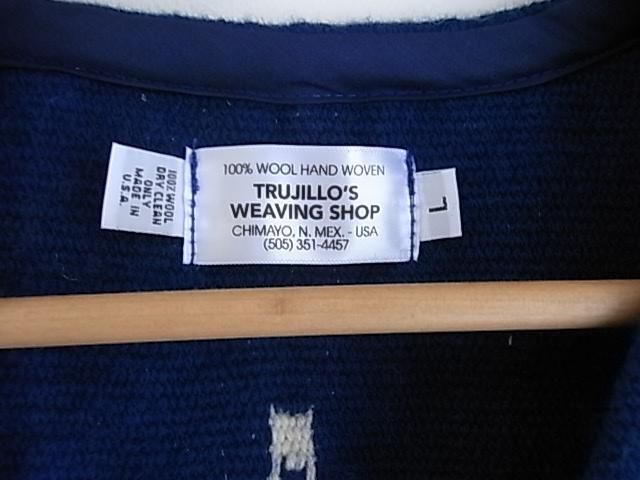 100% WOOL
DRY CLEAN
ONLY
MADE IN
U.S.A.
100% WOOL HAND WOVEN
TRUJILLO'S
WEAVING SHOP
CHIMAYO, N. MEX. - USA
(505) 351-4457
L